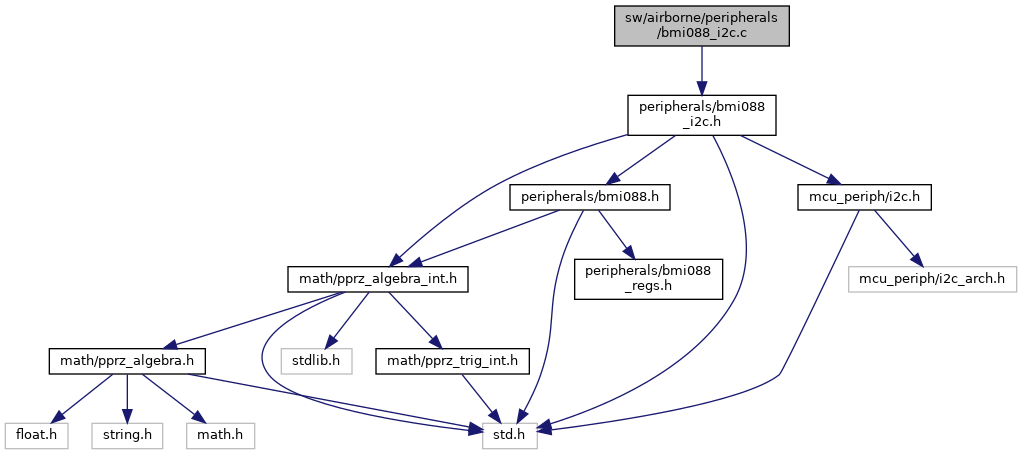 sw/airborne/peripherals
/bmi088_i2c.c
peripherals/bmi088
_i2c.h
peripherals/bmi088.h
mcu_periph/i2c.h
math/pprz_algebra_int.h
peripherals/bmi088
_regs.h
mcu_periph/i2c_arch.h
math/pprz_algebra.h
stdlib.h
math/pprz_trig_int.h
float.h
string.h
math.h
std.h